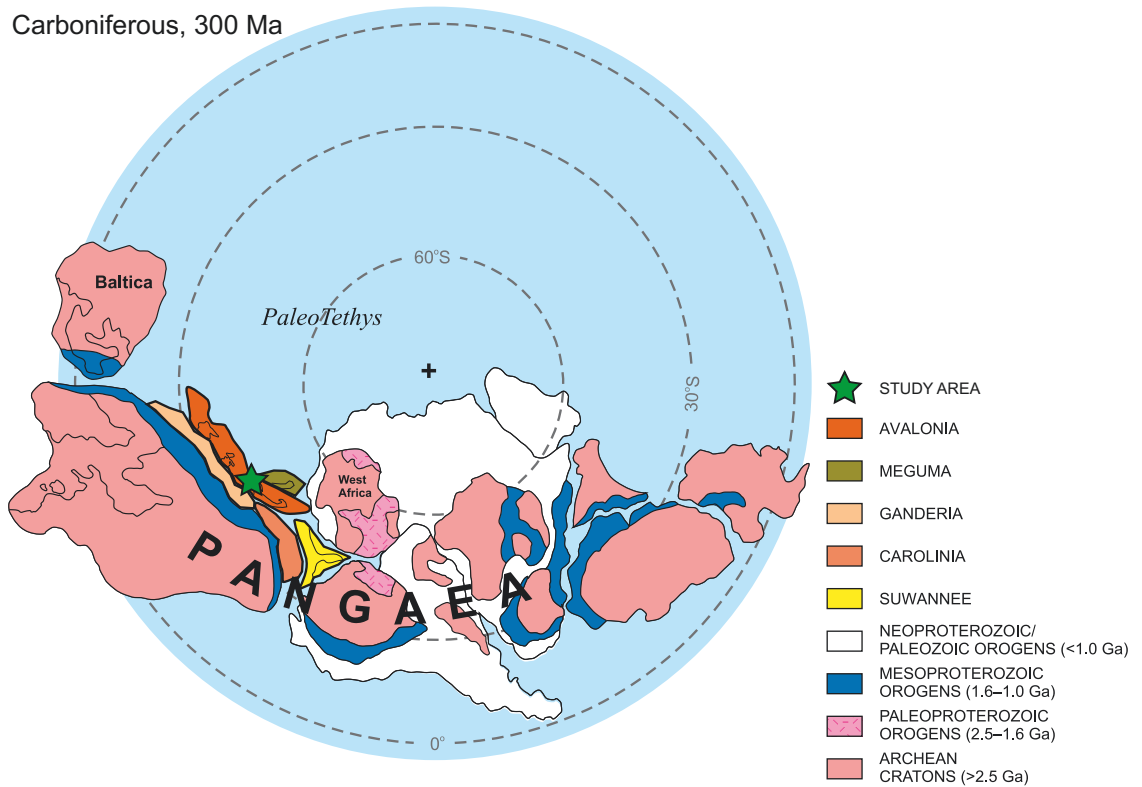 Carboniferous, 300 Ma
60°S
Baltica
PaleoTethys
30°S
West
Africa
PANGAEA
0°
STUDY AREA
AVALONIA
MEGUMA
GANDERIA
CAROLINIA
SUWANNEE
NEOPROTEROZOIC/
PALEOZOIC OROGENS (<1.0 Ga)
MESOPROTEROZOIC
OROGENS (1.6–1.0 Ga)
PALEOPROTEROZOIC
OROGENS (2.5–1.6 Ga)
ARCHEAN
CRATONS (>2.5 Ga)